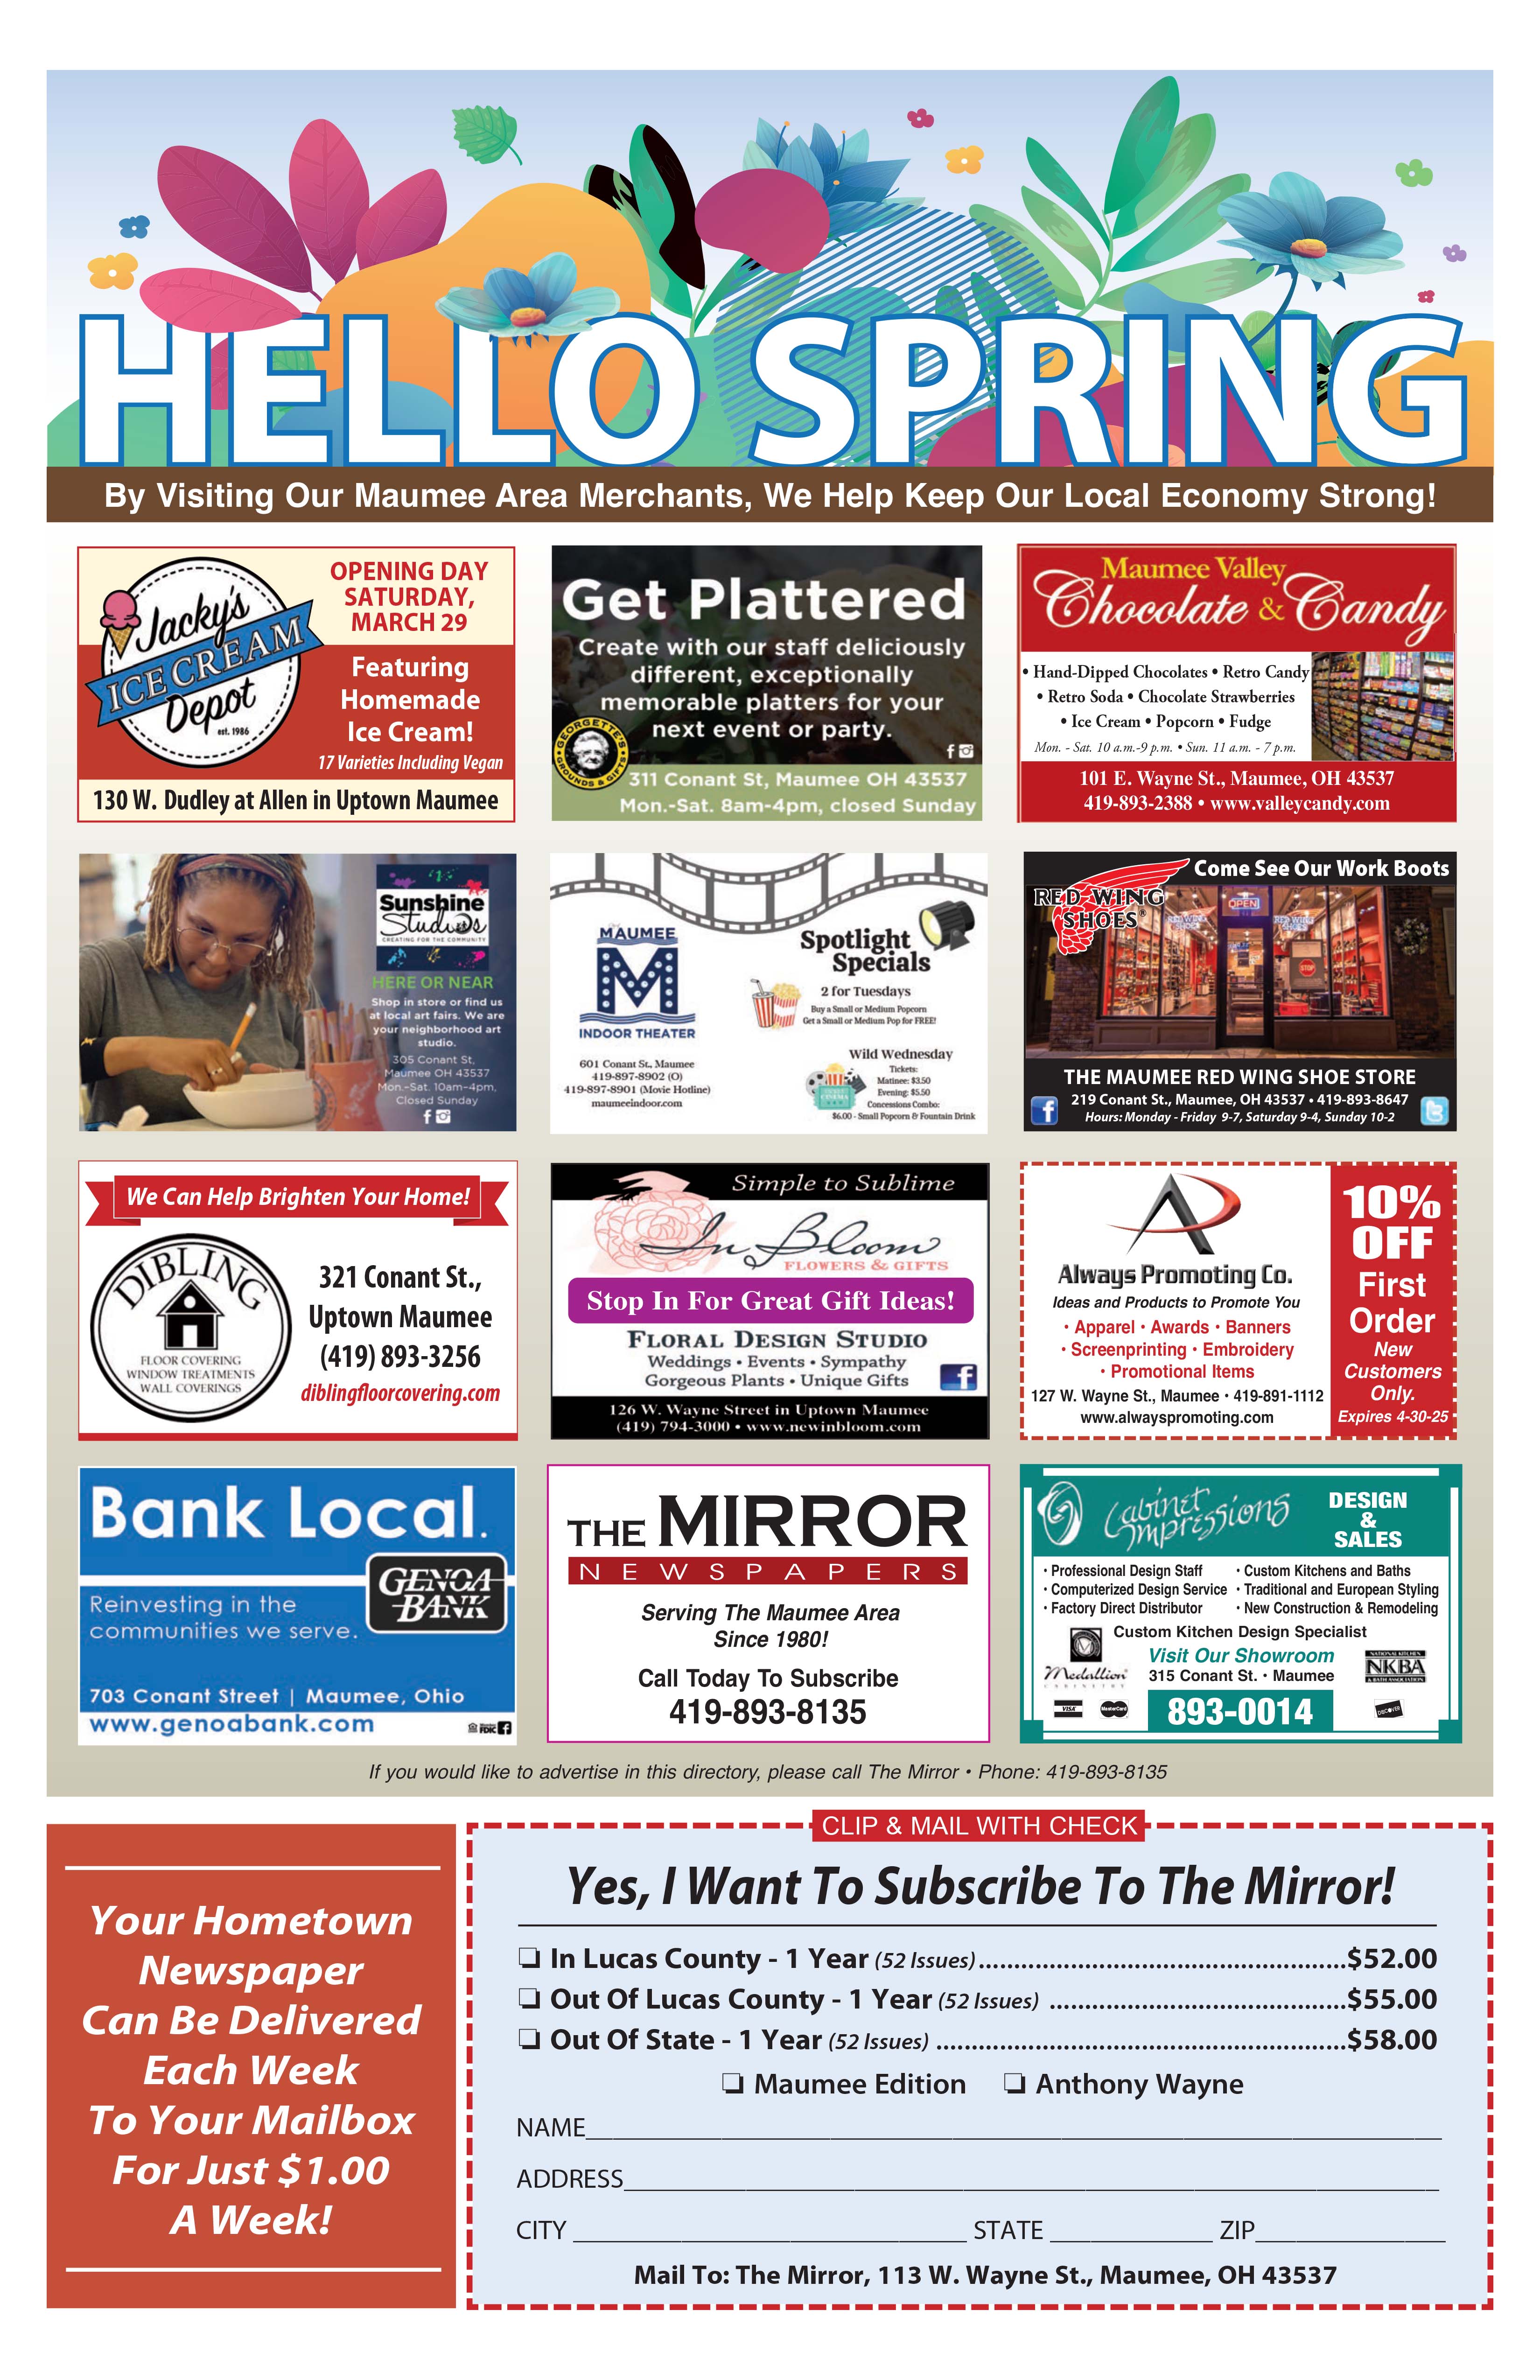 HELLO SPRING
By Visiting Our Maumee Area Merchants, We Help Keep Our Local Economy Strong!
Jacky's
ICE CREAM
Depot
est. 1986
OPENING DAY
SATURDAY,
MARCH 29
Featuring
Homemade
Ice Cream!
17 Varieties Including Vegan
130 W. Dudley at Allen in Uptown Maumee
Get Plattered
Create with our staff deliciously
different, exceptionally
memorable platters for your
next event or party.
GEORGETTE'S
GROUNDS & GIFTS
311 Conant St, Maumee OH 43537
Mon.-Sat. 8am-4pm, closed Sunday
Maumee Valley
Chocolate & Candy
• Hand-Dipped Chocolates • Retro Candy
• Retro Soda • Chocolate Strawberries
• Ice Cream • Popcorn • Fudge
Mon. - Sat. 10 a.m.-9 p.m. • Sun. 11 a.m. - 7 p.m.
101 E. Wayne St., Maumee, OH 43537
419-893-2388 • www.valleycandy.com
Sunshine
Studios
CREATING FOR THE COMMUNITY
HERE OR NEAR
Shop in store or find us
at local art fairs. We are
your neighborhood art
studio.
305 Conant St,
Maumee OH 43537
Mon.-Sat. 10am-4pm,
Closed Sunday
MAUMEE
M
INDOOR THEATER
601 Conant St., Maumee
419-897-8902 (O)
419-897-8901 (Movie Hotline)
maumeeindoor.com
Spotlight
Specials
2 for Tuesdays
Buy a Small or Medium Popcorn
Get a Small or Medium Pop for FREE!
Wild Wednesday
Tickets:
Matinee: $3.50
Evening: $5.50
Concessions Combo:
$6.00 - Small Popcorn & Fountain Drink
CINEMA
Come See Our Work Boots
RED WING
SHOES®
OPEN
STOP
THE MAUMEE RED WING SHOE STORE
219 Conant St., Maumee, OH 43537 • 419-893-8647
Hours: Monday - Friday 9-7, Saturday 9-4, Sunday 10-2
We Can Help Brighten Your Home!
DIBLING
FLOOR COVERING
WINDOW TREATMENTS
WALL COVERINGS
321 Conant St.,
Uptown Maumee
(419) 893-3256
diblingfloorcovering.com
Simple to Sublime
In Bloom
FLOWERS & GIFTS
Stop In For Great Gift Ideas!
FLORAL DESIGN STUDIO
Weddings • Events • Sympathy
Gorgeous Plants • Unique Gifts
126 W. Wayne Street in Uptown Maumee
(419) 794-3000 • www.newinbloom.com
Always Promoting Co.
Ideas and Products to Promote You
• Apparel • Awards • Banners
• Screenprinting • Embroidery
• Promotional Items
127 W. Wayne St., Maumee • 419-891-1112
www.alwayspromoting.com
10%
OFF
First
Order
New
Customers
Only.
Expires 4-30-25
Bank Local.
GENOA
BANK
Reinvesting in the
communities we serve.
703 Conant Street | Maumee, Ohio
www.genoabank.com
FDIC
THE MIRROR
NEWSPAPERS
Serving The Maumee Area
Since 1980!
Call Today To Subscribe
419-893-8135
Cabinet
Impressions
DESIGN
&
SALES
• Professional Design Staff
• Computerized Design Service
• Factory Direct Distributor
• Custom Kitchens and Baths
• Traditional and European Styling
• New Construction & Remodeling
Custom Kitchen Design Specialist
Visit Our Showroom
315 Conant St. • Maumee
893-0014
Medallion
CABINETRY
VISA
MasterCard
NATIONAL KITCHEN
NKBA
& BATH ASSOCIATION
DISCOVER
If you would like to advertise in this directory, please call The Mirror • Phone: 419-893-8135
Your Hometown
Newspaper
Can Be Delivered
Each Week
To Your Mailbox
For Just $1.00
A Week!
CLIP & MAIL WITH CHECK
Yes, I Want To Subscribe To The Mirror!
❏ In Lucas County - 1 Year (52 Issues)....................................................$52.00
❏ Out Of Lucas County - 1 Year (52 Issues) ..........................................$55.00
❏ Out Of State - 1 Year (52 Issues) ..........................................................$58.00
❏ Maumee Edition ❏ Anthony Wayne
NAME
ADDRESS
CITY STATE ZIP
Mail To: The Mirror, 113 W. Wayne St., Maumee, OH 43537